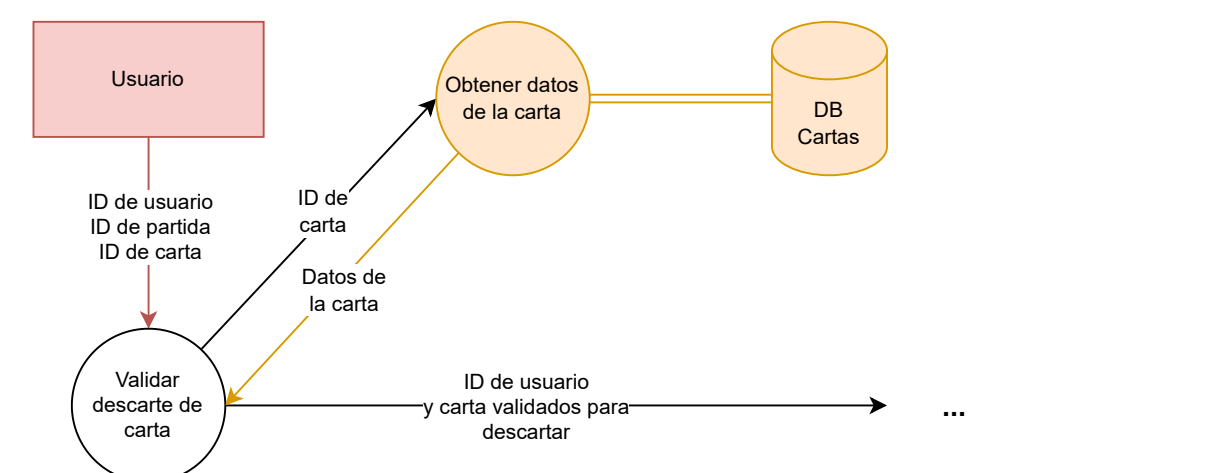 Usuario
Obtener datos
de la carta
DB
Cartas
ID de usuario
ID de partida
ID de carta
ID de
carta
Datos de
la carta
Validar
descarte de
carta
ID de usuario
y carta validados para
descartar
...